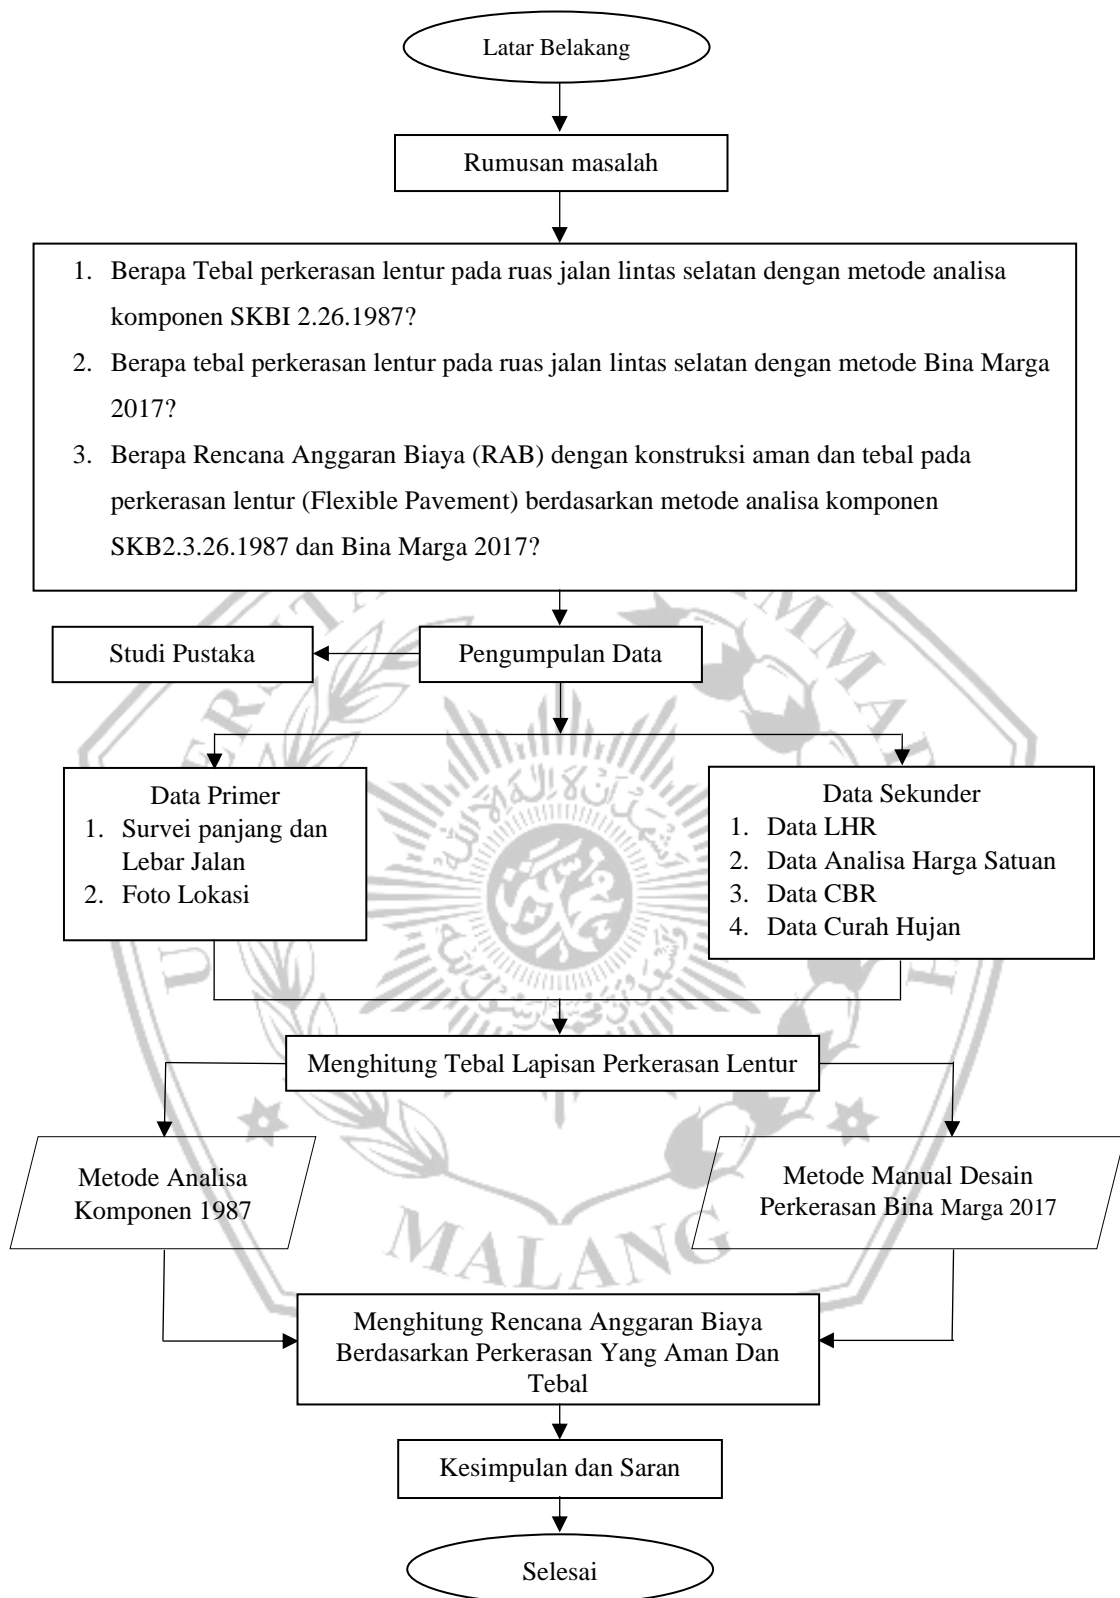 Latar Belakang
Rumusan masalah
1. Berapa Tebal perkerasan lentur pada ruas jalan lintas selatan dengan metode analisa
komponen SKBI 2.26.1987?
2. Berapa tebal perkerasan lentur pada ruas jalan lintas selatan dengan metode Bina Marga
2017?
3. Berapa Rencana Anggaran Biaya (RAB) dengan konstruksi aman dan tebal pada
perkerasan lentur (Flexible Pavement) berdasarkan metode analisa komponen
SKB2.3.26.1987 dan Bina Marga 2017?
Studi Pustaka
Pengumpulan Data
Data Primer
1. Survei panjang dan
Lebar Jalan
2. Foto Lokasi
Data Sekunder
1. Data LHR
2. Data Analisa Harga Satuan
3. Data CBR
4. Data Curah Hujan
Menghitung Tebal Lapisan Perkerasan Lentur
Metode Analisa
Komponen 1987
Metode Manual Desain
Perkerasan Bina Marga 2017
MALANG
Menghitung Rencana Anggaran Biaya
Berdasarkan Perkerasan Yang Aman Dan
Tebal
Kesimpulan dan Saran
Selesai